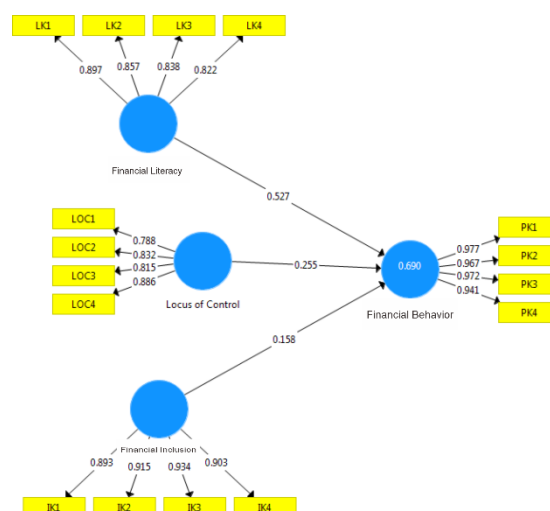 LK1 LK2 LK3 LK4
0.897 0.857 0.838 0.822
Financial Literacy
0.527
LOC1
LOC2
LOC3
LOC4
0.788
0.832
0.815
0.886
Locus of Control
0.255
0.690
Financial Behavior
0.977
0.967
0.972
0.941
PK1
PK2
PK3
PK4
0.158
Financial Inclusion
0.893 0.915 0.934 0.903
IK1 IK2 IK3 IK4